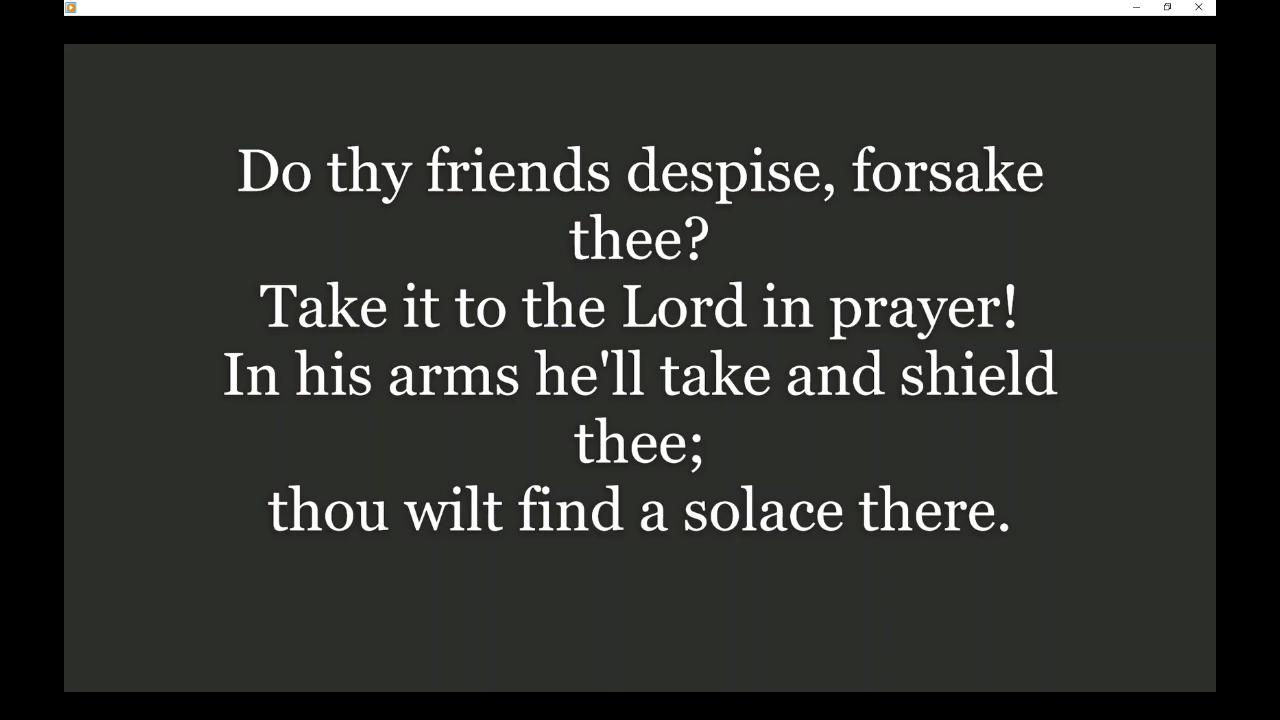 Do thy friends despise, forsake
thee?
Take it to the Lord in prayer!
In his arms he'll take and shield
thee;
thou wilt find a solace there.